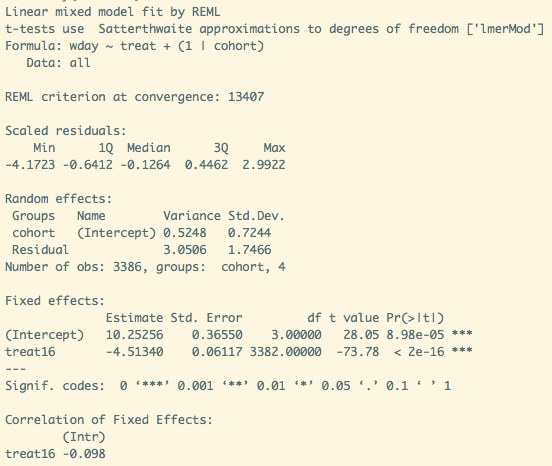 Linear mixed model fit by REML
t-tests use  Satterthwaite approximations to degrees of freedom ['lmerMod']
Formula: wday ~ treat + (1 | cohort)
   Data: all

REML criterion at convergence: 13407

Scaled residuals:
    Min      1Q  Median      3Q     Max
-4.1723 -0.6412 -0.1264  0.4462  2.9922

Random effects:
 Groups   Name        Variance Std.Dev.
 cohort   (Intercept) 0.5248   0.7244
 Residual             3.0506   1.7466
Number of obs: 3386, groups:  cohort, 4

Fixed effects:
              Estimate Std. Error         df t value Pr(>|t|)
(Intercept)   10.25256    0.36550    3.00000   28.05 8.98e-05 ***
treat16       -4.51340    0.06117 3382.00000  -73.78  < 2e-16 ***
---
Signif. codes:  0 ‘***’ 0.001 ‘**’ 0.01 ‘*’ 0.05 ‘.’ 0.1 ‘ ’ 1

Correlation of Fixed Effects:
        (Intr)
treat16 -0.098